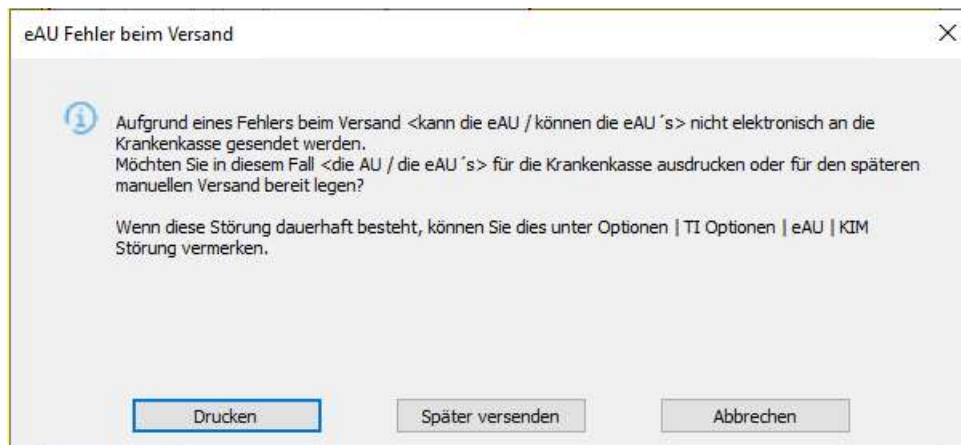 eAU Fehler beim Versand
Aufgrund eines Fehlers beim Versand <kann die eAU / können die eAU ´s> nicht elektronisch an die
Krankenkasse gesendet werden.
Möchten Sie in diesem Fall <die AU / die eAU ´s> für die Krankenkasse ausdrucken oder für den späteren
manuellen Versand bereit legen?
Wenn diese Störung dauerhaft besteht, können Sie dies unter Optionen | TI Optionen | eAU | KIM
Störung vermerken.
Drucken Später versenden Abbrechen